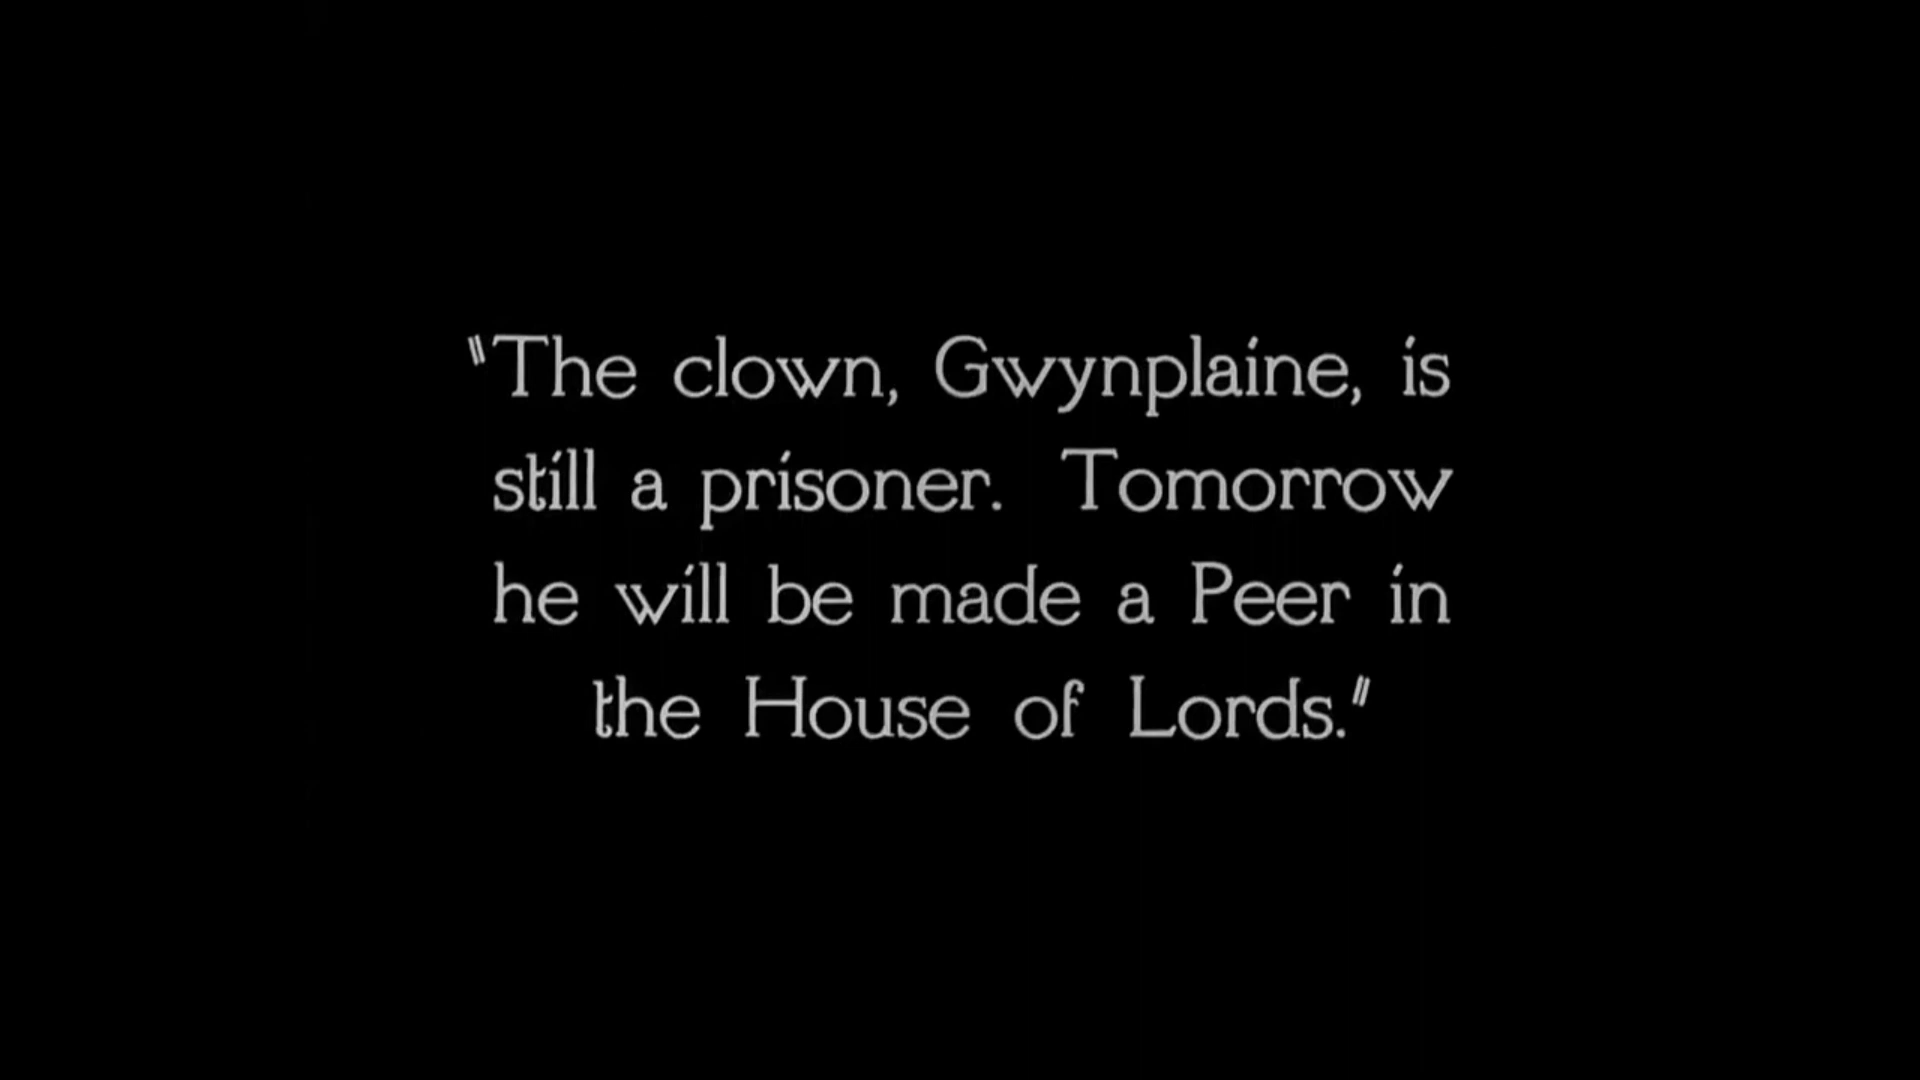 "The clown, Gwynplaine, is
still a prisoner. Tomorrow
he will be made a Peer in
the House of Lords."